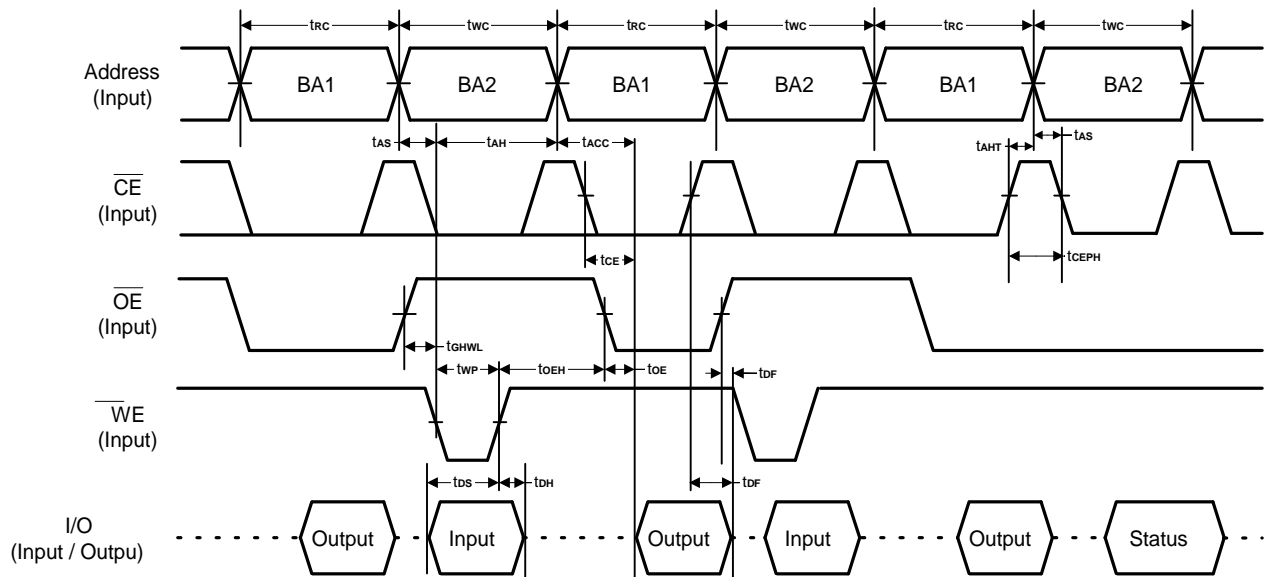 tRC tWC tRC tWC tRC tWC
Address
(Input)
BA1 BA2 BA1 BA2 BA1 BA2
tAS tAH tACC tAHT tAS
CE
(Input)
tCE tCEPH
OE
(Input)
tGHWL tWP tOEH tOE tDF
WE
(Input)
tDS tDH tDF
I/O
(Input / Outpu)
Output Input Output Input Output Status